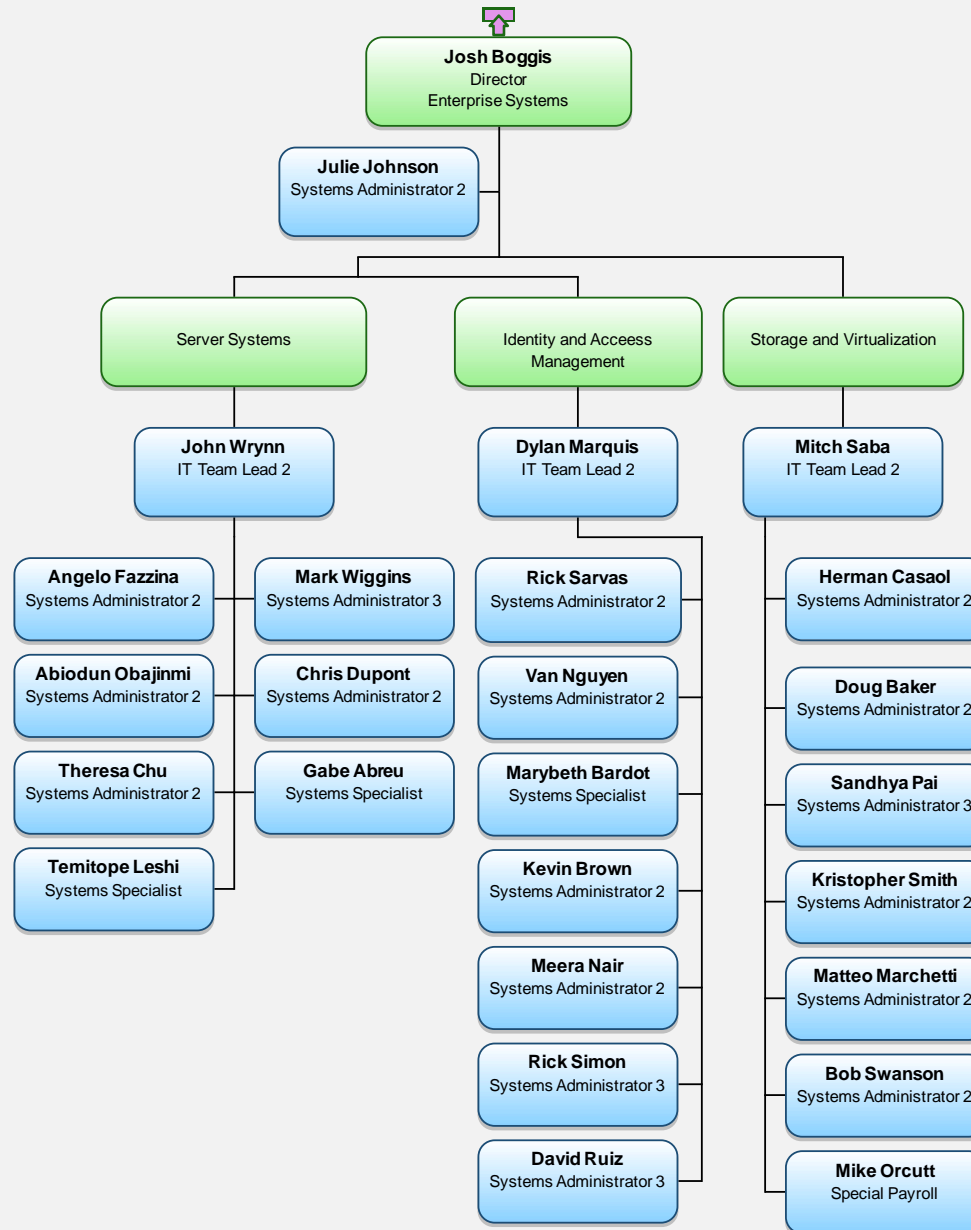 Josh Boggis
Director
Enterprise Systems
Julie Johnson
Systems Administrator 2
Server Systems
Identity and Acceess
Management
Storage and Virtualization
John Wrynn
IT Team Lead 2
Dylan Marquis
IT Team Lead 2
Mitch Saba
IT Team Lead 2
Angelo Fazzina
Systems Administrator 2
Mark Wiggins
Systems Administrator 3
Abiodun Obajinmi
Systems Administrator 2
Chris Dupont
Systems Administrator 2
Theresa Chu
Systems Administrator 2
Gabe Abreu
Systems Specialist
Temitope Leshi
Systems Specialist
Rick Sarvas
Systems Administrator 2
Van Nguyen
Systems Administrator 2
Marybeth Bardot
Systems Specialist
Kevin Brown
Systems Administrator 2
Meera Nair
Systems Administrator 2
Rick Simon
Systems Administrator 3
David Ruiz
Systems Administrator 3
Herman Casaol
Systems Administrator 2
Doug Baker
Systems Administrator 2
Sandhya Pai
Systems Administrator 3
Kristopher Smith
Systems Administrator 2
Matteo Marchetti
Systems Administrator 2
Bob Swanson
Systems Administrator 2
Mike Orcutt
Special Payroll